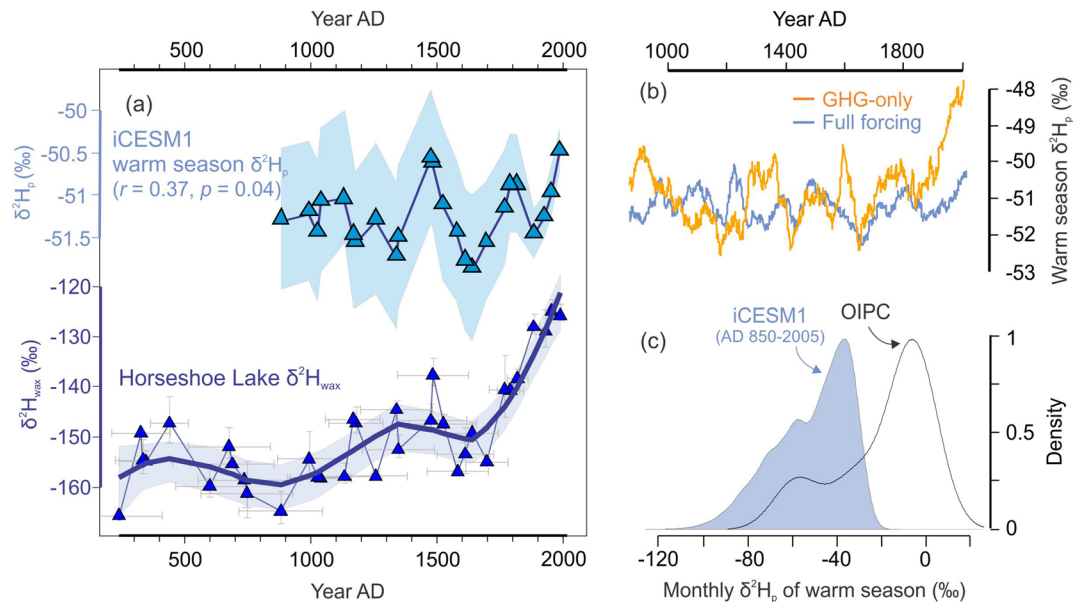 Year AD
500 1000 1500 2000
(a)
-50
-50.5
-51
-51.5
δ²Hp (‰)
iCESM1
warm season δ²Hp
(r = 0.37, p = 0.04)
-120
-130
-140
-150
-160
δ²Hwax (‰)
Horseshoe Lake δ²Hwax
500 1000 1500 2000
Year AD
Year AD
1000 1400 1800
(b)
GHG-only
Full forcing
-48
-49
-50
-51
-52
-53
Warm season δ²Hp (‰)
(c)
iCESM1
(AD 850-2005)
OIPC
1
0.5
0
Density
-120 -80 -60 -40 0
Monthly δ²Hp of warm season (‰)